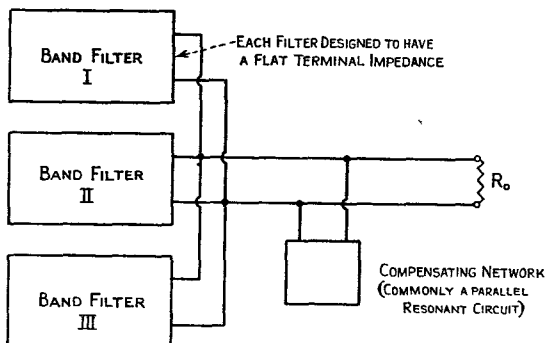 BAND FILTER
I
EACH FILTER DESIGNED TO HAVE
A FLAT TERMINAL IMPEDANCE
BAND FILTER
II
R₀
BAND FILTER
III
COMPENSATING NETWORK
(COMMONLY A PARALLEL
RESONANT CIRCUIT)